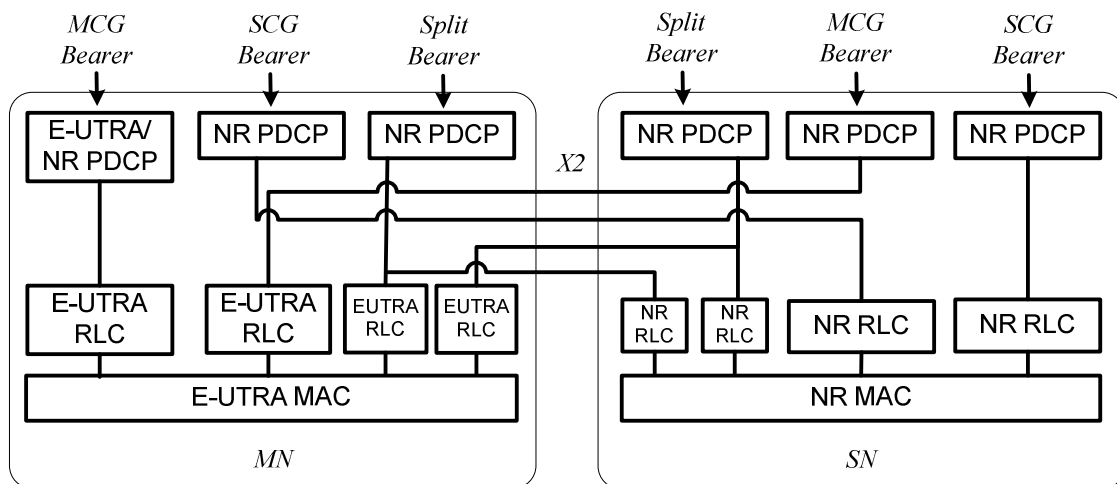 MCG Bearer
SCG Bearer
Split Bearer
Split Bearer
MCG Bearer
SCG Bearer
E-UTRA/
NR PDCP
NR PDCP
NR PDCP
X2
NR PDCP
NR PDCP
NR PDCP
E-UTRA
RLC
E-UTRA
RLC
EUTRA
RLC
EUTRA
RLC
NR
RLC
NR
RLC
NR RLC
NR RLC
E-UTRA MAC
NR MAC
MN
SN